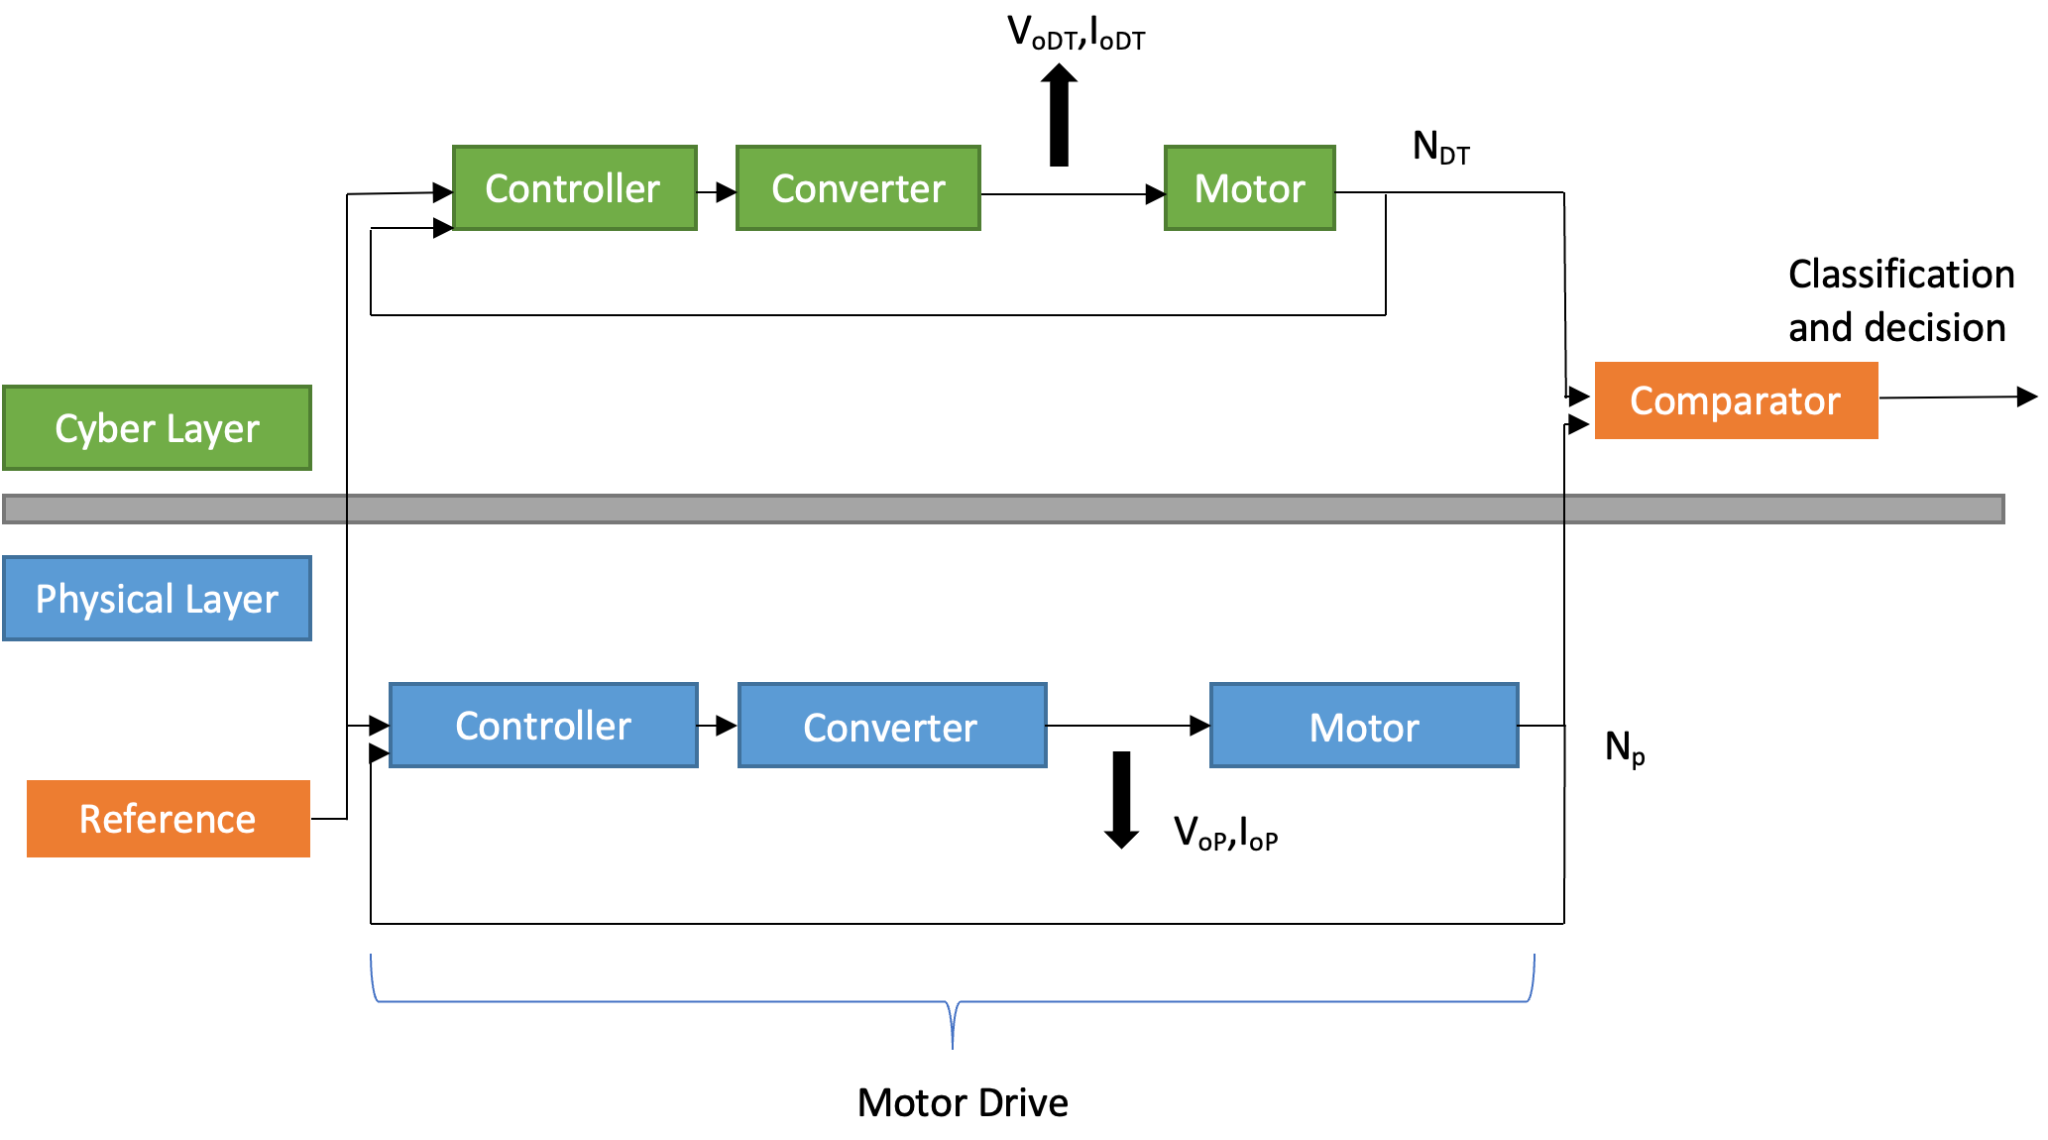 VoDT,IoDT
NDT
Controller
Converter
Motor
Classification
and decision
Comparator
Cyber Layer
Physical Layer
Controller
Converter
Motor
Np
Reference
VoP,IoP
Motor Drive